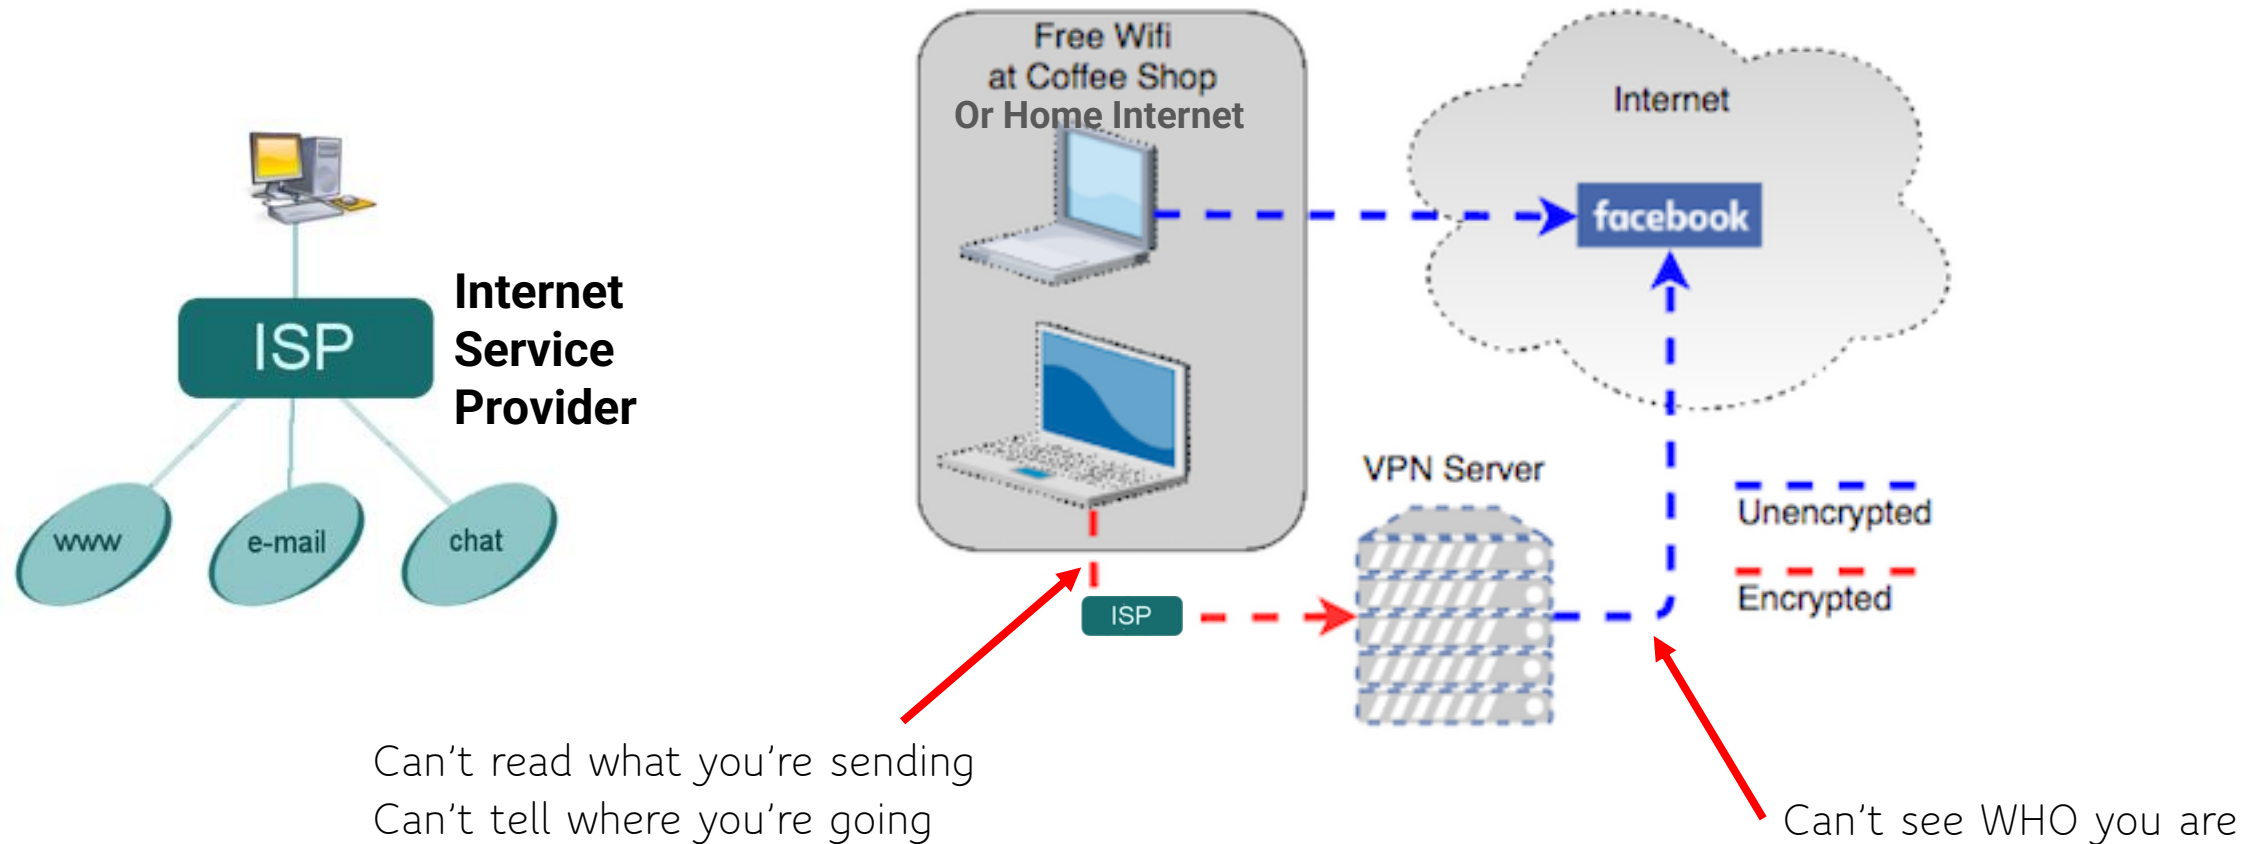 ISP
Internet
Service
Provider
www
e-mail
chat
Free Wifi
at Coffee Shop
Or Home Internet
Internet
facebook
VPN Server
Unencrypted
Encrypted
ISP
Can't read what you're sending
Can't tell where you're going
Can't see WHO you are